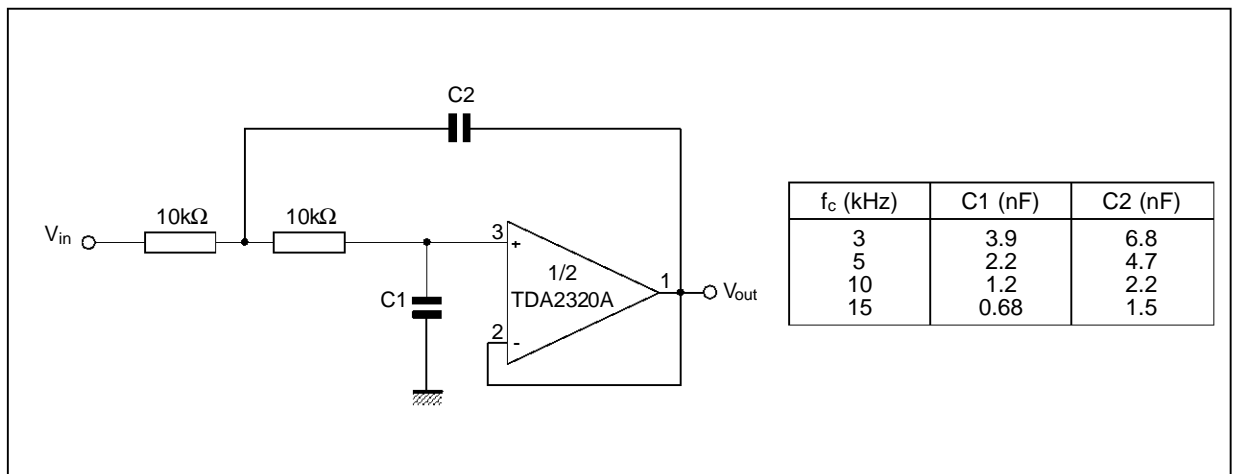 C2
10kΩ
10kΩ
Vin
3
+
1/2
TDA2320A
1
Vout
C1
2
-
fc (kHz) C1 (nF) C2 (nF)
3 3.9 6.8
5 2.2 4.7
10 1.2 2.2
15 0.68 1.5